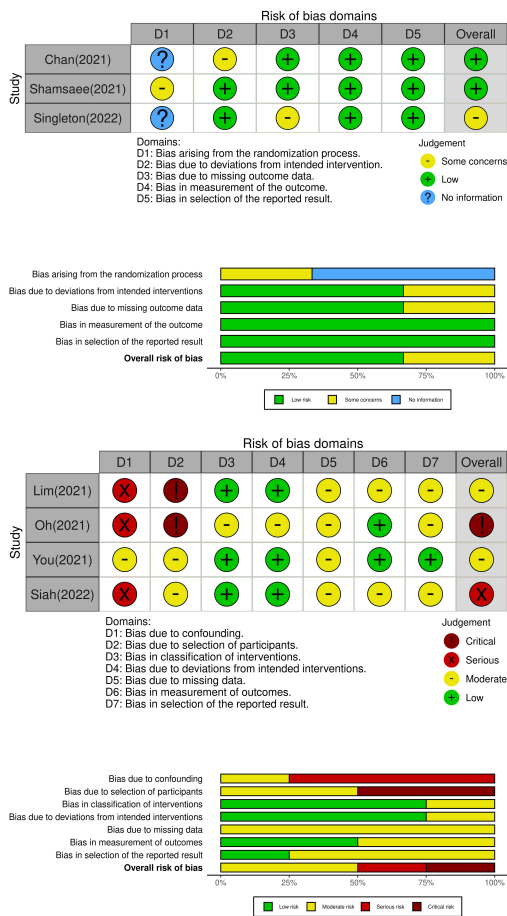 Risk of bias domains
D1 D2 D3 D4 D5 Overall
Study
Chan(2021) ? - + + + +
Shamsaee(2021) - + + + + +
Singleton(2022) ? + - + + -
Domains:
D1: Bias arising from the randomization process.
D2: Bias due to deviations from intended intervention.
D3: Bias due to missing outcome data.
D4: Bias in measurement of the outcome.
D5: Bias in selection of the reported result.
Judgement
- Some concerns
+ Low
? No information
Bias arising from the randomization process
Bias due to deviations from intended interventions
Bias due to missing outcome data
Bias in measurement of the outcome
Bias in selection of the reported result
Overall risk of bias
0% 25% 50% 75% 100%
Low risk Some concerns No information
Risk of bias domains
D1 D2 D3 D4 D5 D6 D7 Overall
Study
Lim(2021) X ! + + - - - -
Oh(2021) X ! - - - + - !
You(2021) - - + + - + + -
Siah(2022) X - + + - - - X
Domains:
D1: Bias due to confounding.
D2: Bias due to selection of participants.
D3: Bias in classification of interventions.
D4: Bias due to deviations from intended interventions.
D5: Bias due to missing data.
D6: Bias in measurement of outcomes.
D7: Bias in selection of the reported result.
Judgement
! Critical
X Serious
- Moderate
+ Low
Bias due to confounding
Bias due to selection of participants
Bias in classification of interventions
Bias due to deviations from intended interventions
Bias due to missing data
Bias in measurement of outcomes
Bias in selection of the reported result
Overall risk of bias
0% 25% 50% 75% 100%
Low risk Moderate risk Serious risk Critical risk